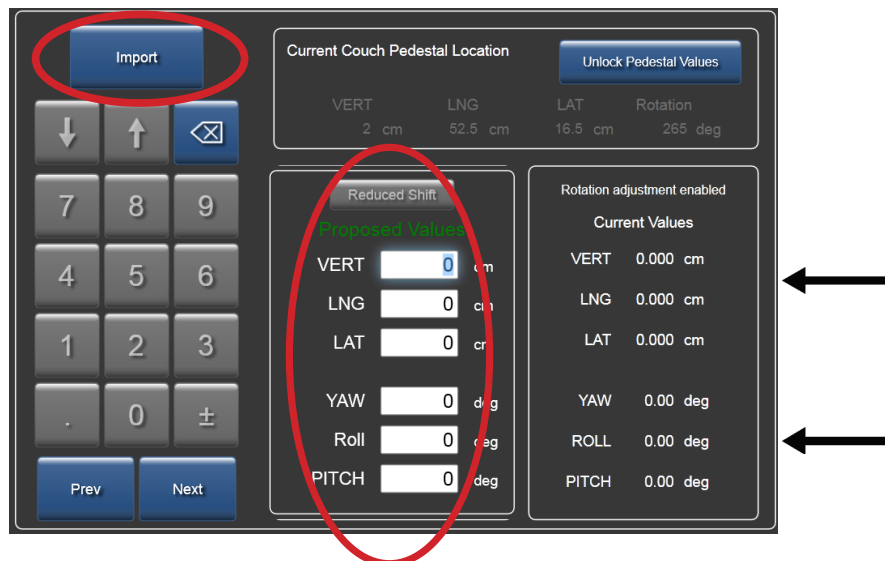 Import
Current Couch Pedestal Location
Unlock Pedestal Values
VERT LNG LAT Rotation
2 cm 52.5 cm 16.5 cm 265 deg
7 8 9
4 5 6
1 2 3
. 0 ±
Prev Next
Reduced Shift
Proposed Values
VERT 0 cm
LNG 0 cm
LAT 0 cm
YAW 0 deg
Roll 0 deg
PITCH 0 deg
Rotation adjustment enabled
Current Values
VERT 0.000 cm
LNG 0.000 cm
LAT 0.000 cm
YAW 0.00 deg
ROLL 0.00 deg
PITCH 0.00 deg